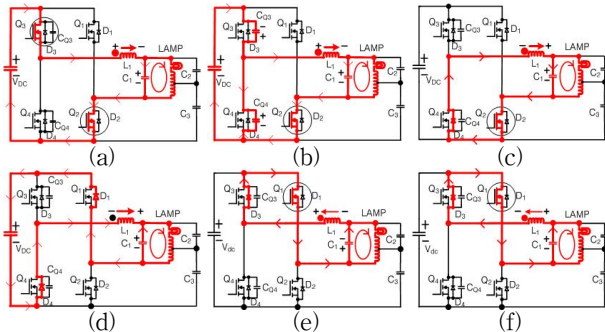 Q3 CQ3 Q1 D1 D3 LAMP L1 C1 C2 VDC Q4 CQ4 Q2 D2 C3 D4
(a)
Q3 CQ3 Q1 D1 D3 LAMP L1 C1 C2 VDC Q4 CQ4 Q2 D2 C3 D4
(b)
Q3 CQ3 Q1 D1 D3 LAMP L1 C1 C2 VDC Q4 CQ4 Q2 D2 C3 D4
(c)
Q3 CQ3 Q1 D1 D3 LAMP L1 C1 C2 VDC Q4 CQ4 Q2 D2 C3 D4
(d)
Q3 CQ3 Q1 D1 D3 LAMP L1 C1 C2 Vdc Q4 CQ4 Q2 D2 C3 D4
(e)
Q3 CQ3 Q1 D1 D3 LAMP L1 C1 C2 Vdc Q4 CQ4 Q2 D2 C3 D4
(f)